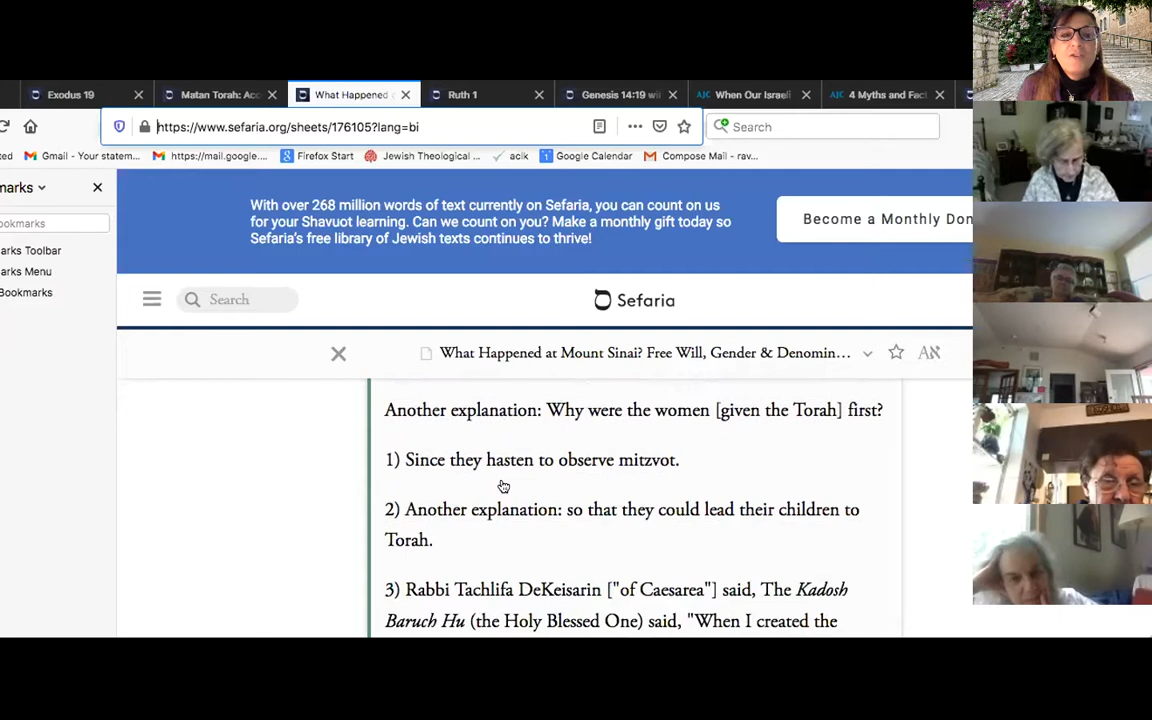 Exodus 19
Matan Torah: Acc
What Happened
Ruth 1
Genesis 14:19 wi
When Our Israeli
4 Myths and Fact
https://www.sefaria.org/sheets/176105?lang=bi
Search
ted
Gmail - Your statem...
https://mail.google....
Firefox Start
Jewish Theological ...
acik
Google Calendar
Compose Mail - rav...
marks
ookmarks
arks Toolbar
arks Menu
Bookmarks
With over 268 million words of text currently on Sefaria, you can count on us
for your Shavuot learning. Can we count on you? Make a monthly gift today so
Sefaria's free library of Jewish texts continues to thrive!
Become a Monthly Don
Search
Sefaria
What Happened at Mount Sinai? Free Will, Gender & Denomin...
Aא
Another explanation: Why were the women [given the Torah] first?
1) Since they hasten to observe mitzvot.
2) Another explanation: so that they could lead their children to
Torah.
3) Rabbi Tachlifa DeKeisarin ["of Caesarea"] said, The Kadosh
Baruch Hu (the Holy Blessed One) said, "When I created the